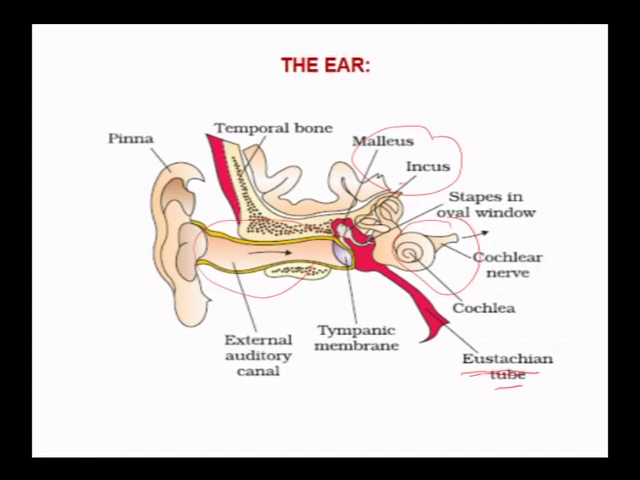 THE EAR:
Temporal bone
Pinna
Malleus
Incus
Stapes in
oval window
Cochlear
nerve
Cochlea
External
auditory
canal
Tympanic
membrane
Eustachian
tube